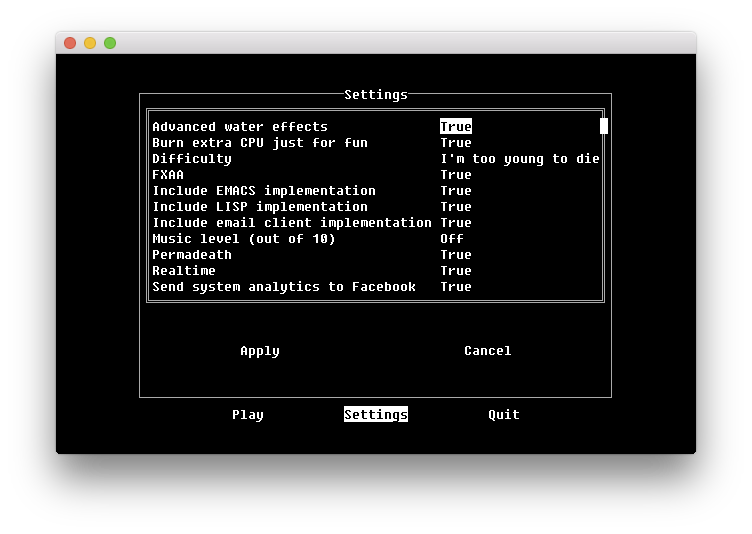 Settings
Advanced water effects True
Burn extra CPU just for fun True
Difficulty I'm too young to die
FXAA True
Include EMACS implementation True
Include LISP implementation True
Include email client implementation True
Music level (out of 10) Off
Permadeath True
Realtime True
Send system analytics to Facebook True
Apply Cancel
Play Settings Quit